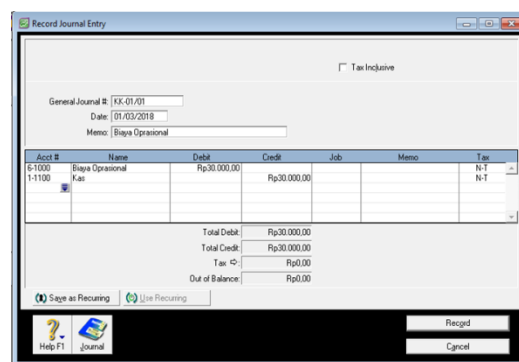 Record Journal Entry
Tax Inclusive
General Journal #: KK-01/01
Date: 01/03/2018
Memo: Biaya Oprasional
Acct # Name Debit Credit Job Memo Tax
6-1000 Biaya Oprasional Rp30.000,00 N-T
1-1100 Kas Rp30.000,00 N-T
Total Debit: Rp30.000,00
Total Credit: Rp30.000,00
Tax ⇨: Rp0,00
Out of Balance: Rp0,00
Save as Recurring Use Recurring
Help F1 Journal Record
Cancel